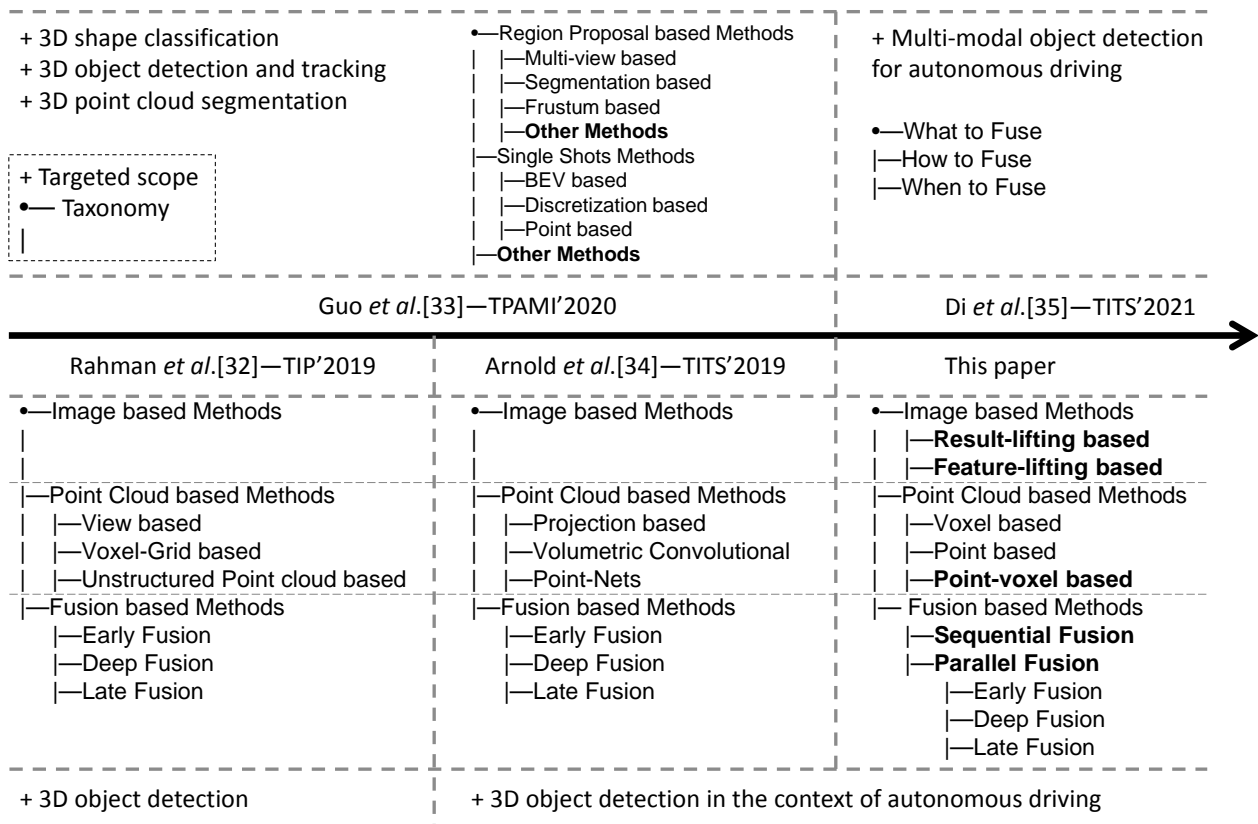 + 3D shape classification
+ 3D object detection and tracking
+ 3D point cloud segmentation
+ Targeted scope
•— Taxonomy
|
•—Region Proposal based Methods
| |—Multi-view based
| |—Segmentation based
| |—Frustum based
| |—Other Methods
|—Single Shots Methods
| |—BEV based
| |—Discretization based
| |—Point based
|—Other Methods
+ Multi-modal object detection
for autonomous driving
•—What to Fuse
|—How to Fuse
|—When to Fuse
Guo et al.[33]—TPAMI’2020
Di et al.[35]—TITS’2021
Rahman et al.[32]—TIP’2019
Arnold et al.[34]—TITS’2019
This paper
•—Image based Methods
|
|
|—Point Cloud based Methods
| |—View based
| |—Voxel-Grid based
| |—Unstructured Point cloud based
|—Fusion based Methods
|—Early Fusion
|—Deep Fusion
|—Late Fusion
•—Image based Methods
|
|
|—Point Cloud based Methods
| |—Projection based
| |—Volumetric Convolutional
| |—Point-Nets
|—Fusion based Methods
|—Early Fusion
|—Deep Fusion
|—Late Fusion
•—Image based Methods
| |—Result-lifting based
| |—Feature-lifting based
|—Point Cloud based Methods
| |—Voxel based
| |—Point based
| |—Point-voxel based
|— Fusion based Methods
|—Sequential Fusion
|—Parallel Fusion
|—Early Fusion
|—Deep Fusion
|—Late Fusion
+ 3D object detection
+ 3D object detection in the context of autonomous driving